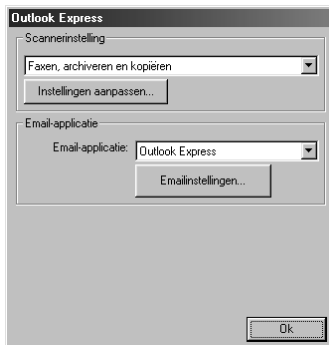 Outlook Express
Scannerinstelling
Faxen, archiveren en kopiëren
Instellingen aanpassen...
Email-applicatie
Email-applicatie: Outlook Express
Emailinstellingen...
Ok